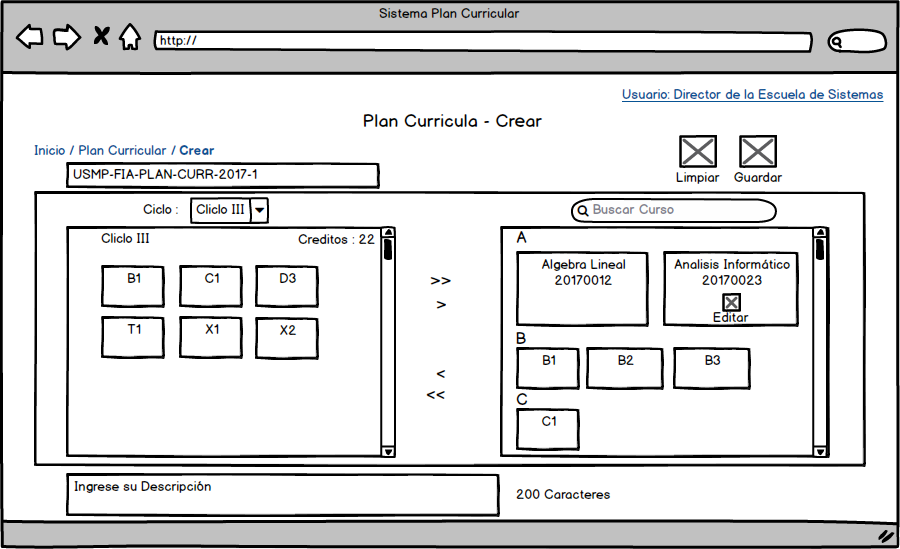 Sistema Plan Curricular
http://
Usuario: Director de la Escuela de Sistemas
Plan Curricula - Crear
Inicio / Plan Curricular / Crear
Limpiar Guardar
USMP-FIA-PLAN-CURR-2017-1
Ciclo : Cliclo III
Buscar Curso
Cliclo III Creditos : 22
B1 C1 D3
T1 X1 X2
>>
>
<
<<
A
Algebra Lineal
20170012
Analisis Informático
20170023
Editar
B
B1 B2 B3
C
C1
Ingrese su Descripción
200 Caracteres